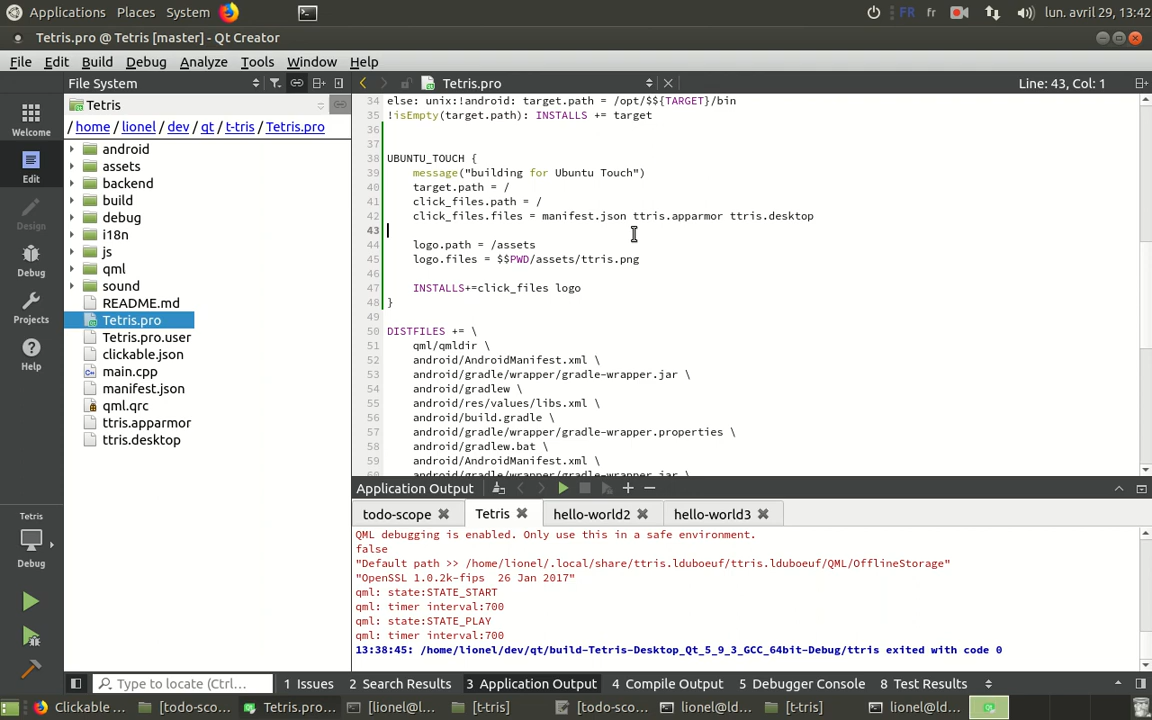 Applications Places System FR fr lun. avril 29, 13:42
Tetris.pro @ Tetris [master] - Qt Creator
File Edit Build Debug Analyze Tools Window Help
File System Tetris.pro Line: 43, Col: 1
Tetris
/ home / lionel / dev / qt / t-tris / Tetris.pro
Welcome
Edit
Design
Debug
Projects
Help
Tetris
Debug
android
assets
backend
build
debug
i18n
js
qml
sound
README.md
Tetris.pro
Tetris.pro.user
clickable.json
main.cpp
manifest.json
qml.qrc
ttris.apparmor
ttris.desktop
34 else: unix:!android: target.path = /opt/$${TARGET}/bin
35 !isEmpty(target.path): INSTALLS += target
36
37
38 UBUNTU_TOUCH {
39 message("building for Ubuntu Touch")
40 target.path = /
41 click_files.path = /
42 click_files.files = manifest.json ttris.apparmor ttris.desktop
43
44 logo.path = /assets
45 logo.files = $$PWD/assets/ttris.png
46
47 INSTALLS+=click_files logo
48 }
49
50 DISTFILES += \
51 qml/qmldir \
52 android/AndroidManifest.xml \
53 android/gradle/wrapper/gradle-wrapper.jar \
54 android/gradlew \
55 android/res/values/libs.xml \
56 android/build.gradle \
57 android/gradle/wrapper/gradle-wrapper.properties \
58 android/gradlew.bat \
59 android/AndroidManifest.xml \
60 android/gradle/wrapper/gradle-wrapper.jar \
Application Output
todo-scope Tetris hello-world2 hello-world3
QML debugging is enabled. Only use this in a safe environment.
false
"Default path >> /home/lionel/.local/share/ttris.lduboeuf/ttris.lduboeuf/QML/OfflineStorage"
"OpenSSL 1.0.2k-fips 26 Jan 2017"
qml: state:STATE_START
qml: timer interval:700
qml: state:STATE_PLAY
qml: timer interval:700
13:38:45: /home/lionel/dev/qt/build-Tetris-Desktop_Qt_5_9_3_GCC_64bit-Debug/ttris exited with code 0
Type to locate (Ctrl... 1 Issues 2 Search Results 3 Application Output 4 Compile Output 5 Debugger Console 8 Test Results
Clickable ... [todo-sco... Tetris.pro... [lionel@l... [t-tris] [todo-sco... lionel@ld... [t-tris] lionel@ld...